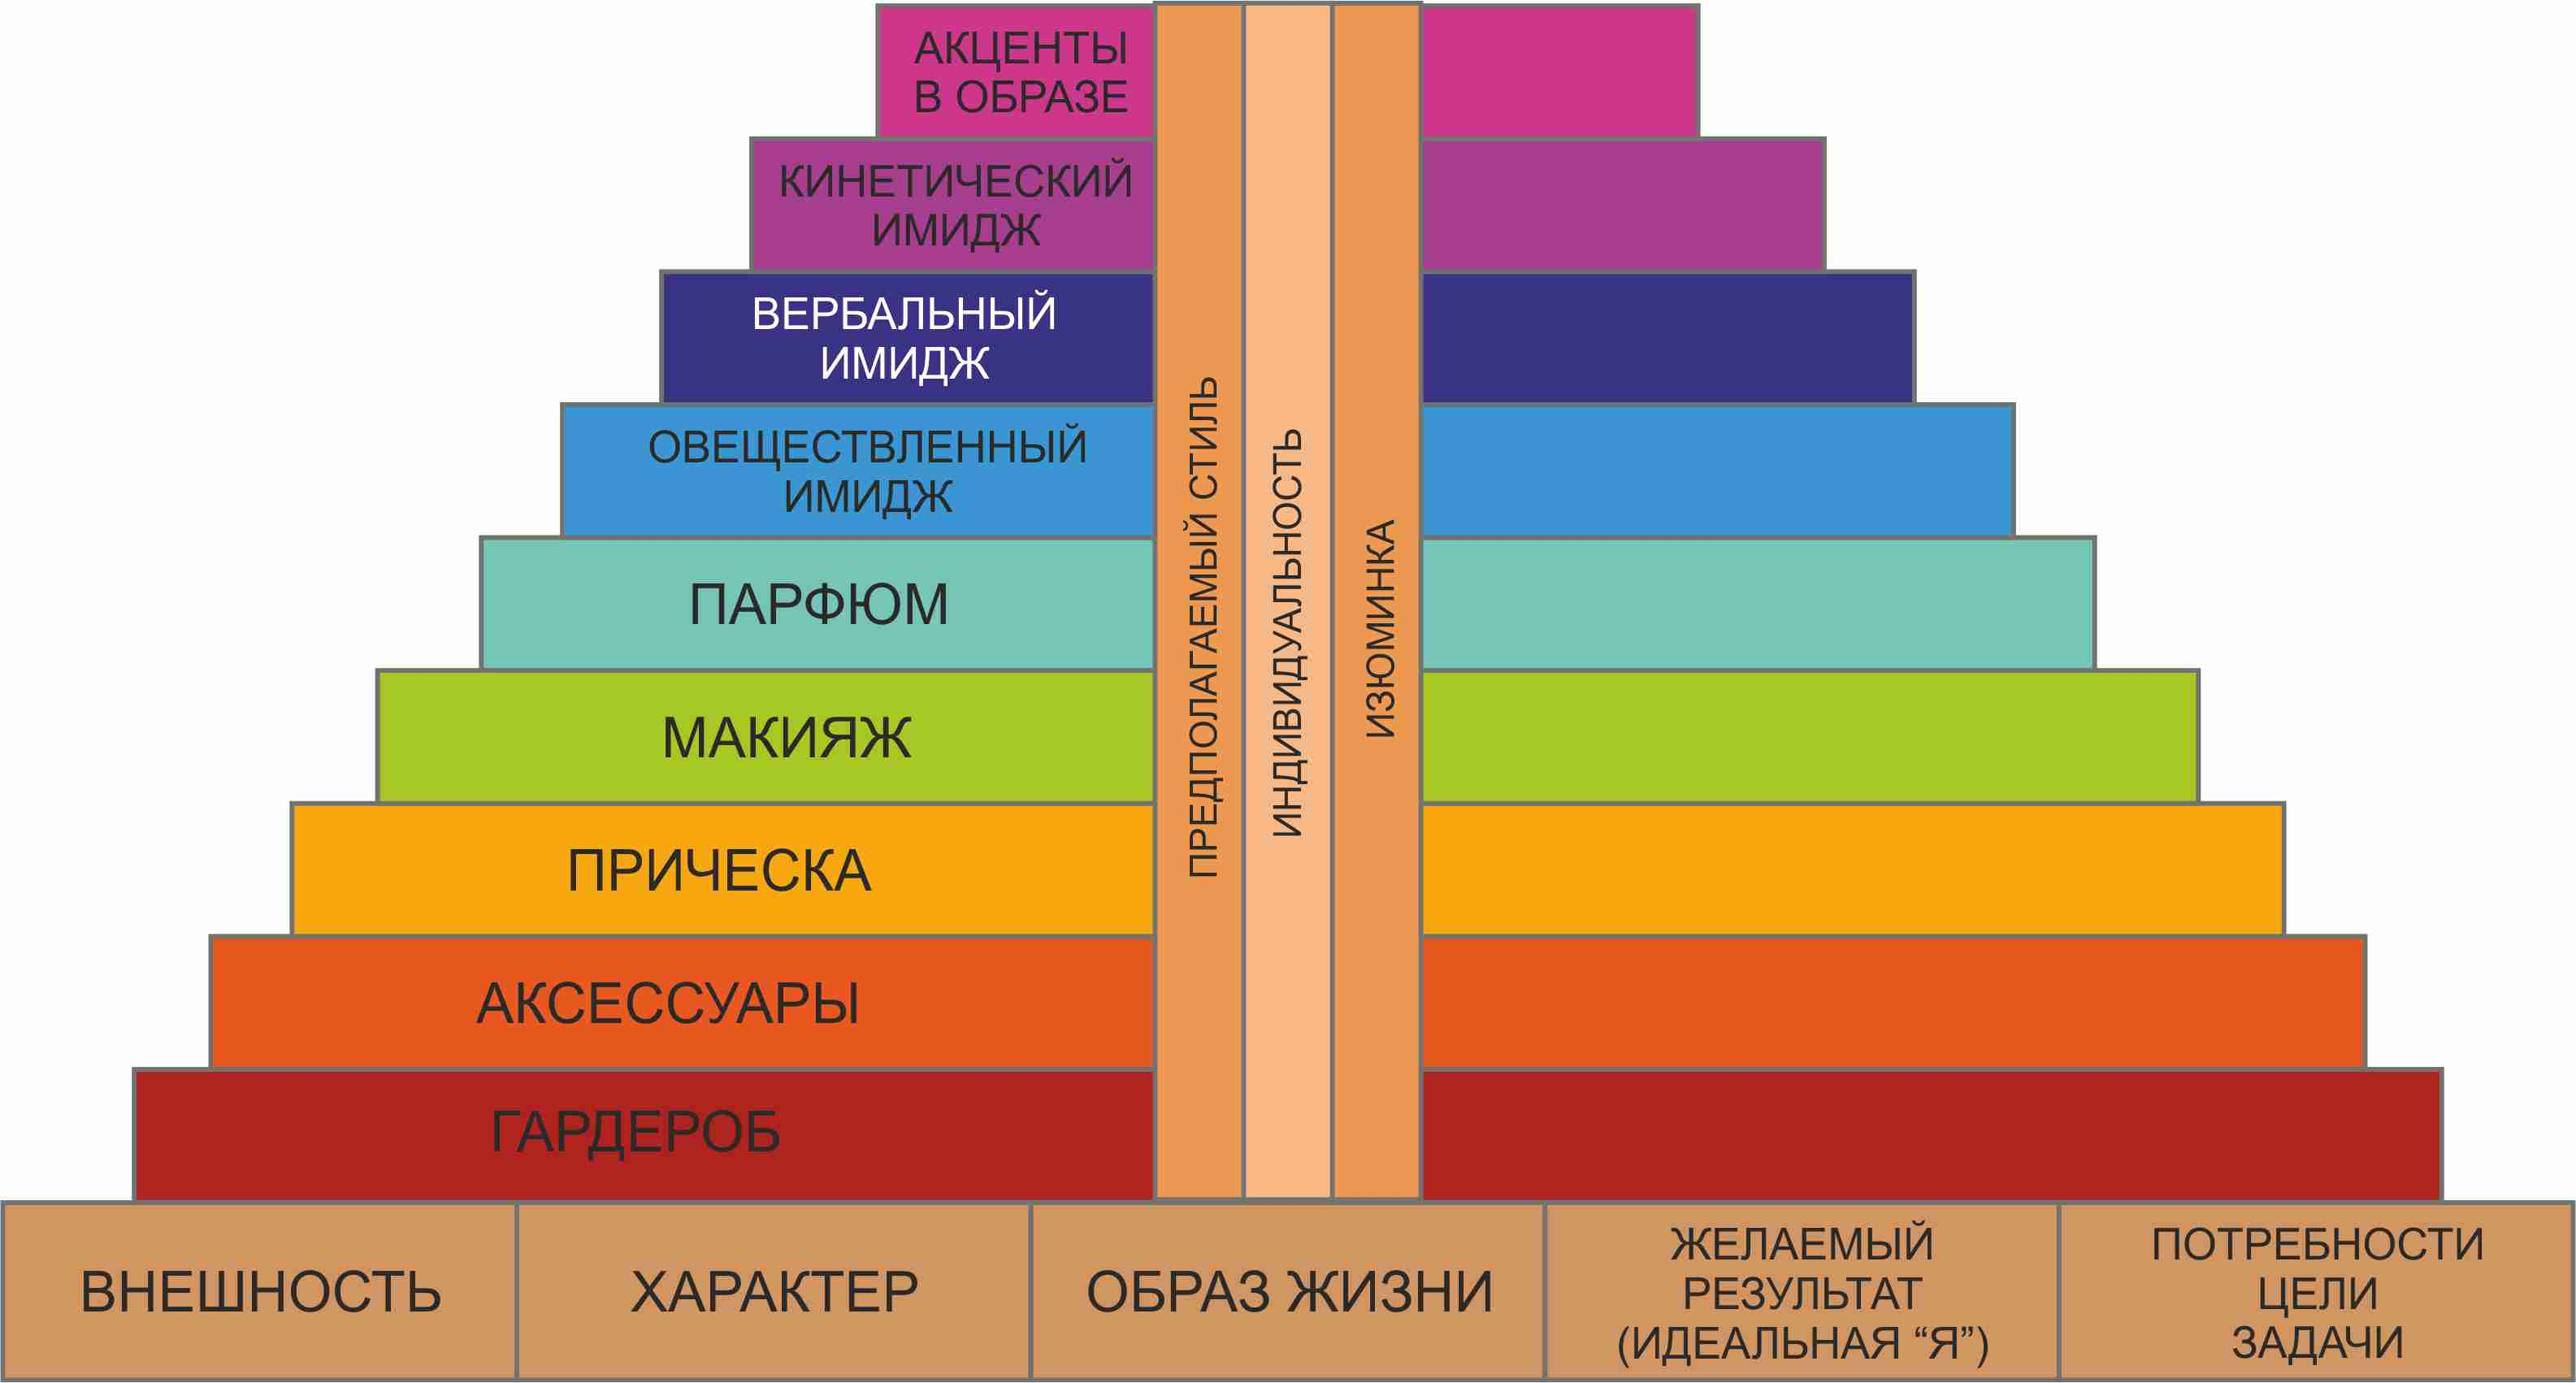 АКЦЕНТЫ
В ОБРАЗЕ
КИНЕТИЧЕСКИЙ
ИМИДЖ
ВЕРБАЛЬНЫЙ
ИМИДЖ
ОВЕЩЕСТВЛЕННЫЙ
ИМИДЖ
ПАРФЮМ
МАКИЯЖ
ПРИЧЕСКА
АКСЕССУАРЫ
ГАРДЕРОБ
ПРЕДПОЛАГАЕМЫЙ СТИЛЬ
ИНДИВИДУАЛЬНОСТЬ
ИЗЮМИНКА
ВНЕШНОСТЬ
ХАРАКТЕР
ОБРАЗ ЖИЗНИ
ЖЕЛАЕМЫЙ
РЕЗУЛЬТАТ
(ИДЕАЛЬНАЯ “Я”)
ПОТРЕБНОСТИ
ЦЕЛИ
ЗАДАЧИ